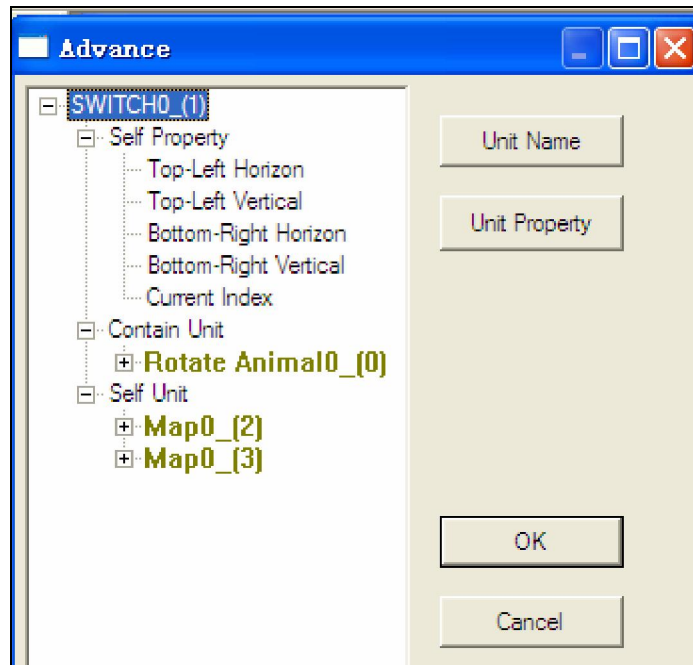 Advance
SWITCH0_(1)
Self Property
Top-Left Horizon
Top-Left Vertical
Bottom-Right Horizon
Bottom-Right Vertical
Current Index
Contain Unit
Rotate Animal0_(0)
Self Unit
Map0_(2)
Map0_(3)
Unit Name
Unit Property
OK
Cancel